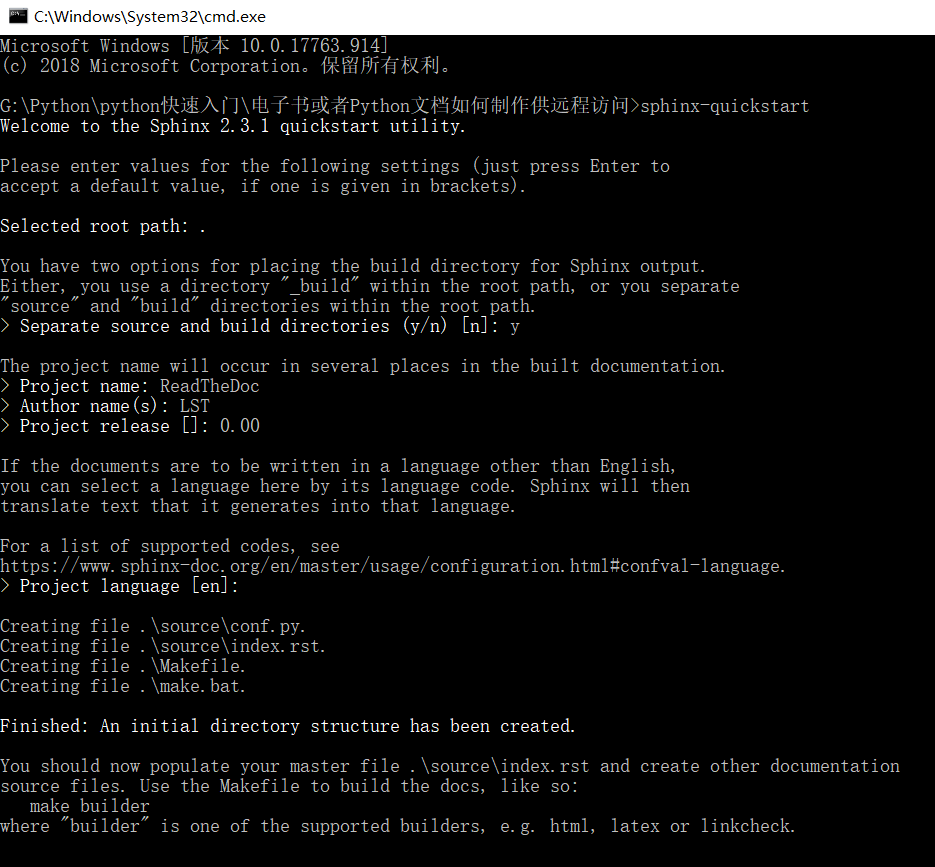 C:\Windows\System32\cmd.exe
Microsoft Windows [版本 10.0.17763.914]
(c) 2018 Microsoft Corporation。保留所有权利。
G:\Python\python快速入门\电子书或者Python文档如何制作供远程访问>sphinx-quickstart
Welcome to the Sphinx 2.3.1 quickstart utility.
Please enter values for the following settings (just press Enter to
accept a default value, if one is given in brackets).
Selected root path: .
You have two options for placing the build directory for Sphinx output.
Either, you use a directory "_build" within the root path, or you separate
"source" and "build" directories within the root path.
> Separate source and build directories (y/n) [n]: y
The project name will occur in several places in the built documentation.
> Project name: ReadTheDoc
> Author name(s): LST
> Project release []: 0.00
If the documents are to be written in a language other than English,
you can select a language here by its language code. Sphinx will then
translate text that it generates into that language.
For a list of supported codes, see
https://www.sphinx-doc.org/en/master/usage/configuration.html#confval-language.
> Project language [en]:
Creating file .\source\conf.py.
Creating file .\source\index.rst.
Creating file .\Makefile.
Creating file .\make.bat.
Finished: An initial directory structure has been created.
You should now populate your master file .\source\index.rst and create other documentation
source files. Use the Makefile to build the docs, like so:
make builder
where "builder" is one of the supported builders, e.g. html, latex or linkcheck.